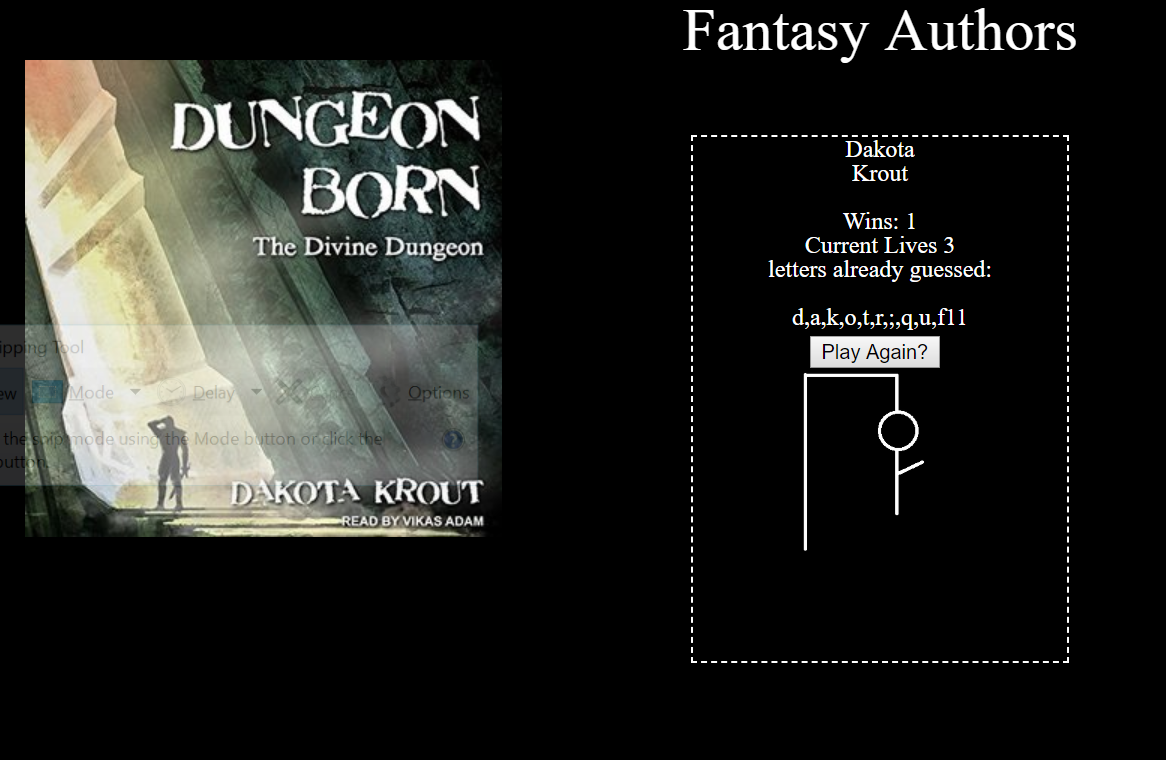 Fantasy Authors
DUNGEON
BORN
The Divine Dungeon
DAKOTA KROUT
READ BY VIKAS ADAM
ipping Tool
ew Mode Delay Options
the snip mode using the Mode button or click the
button.
Dakota
Krout
Wins: 1
Current Lives 3
letters already guessed:
d,a,k,o,t,r,;,q,u,f11
Play Again?